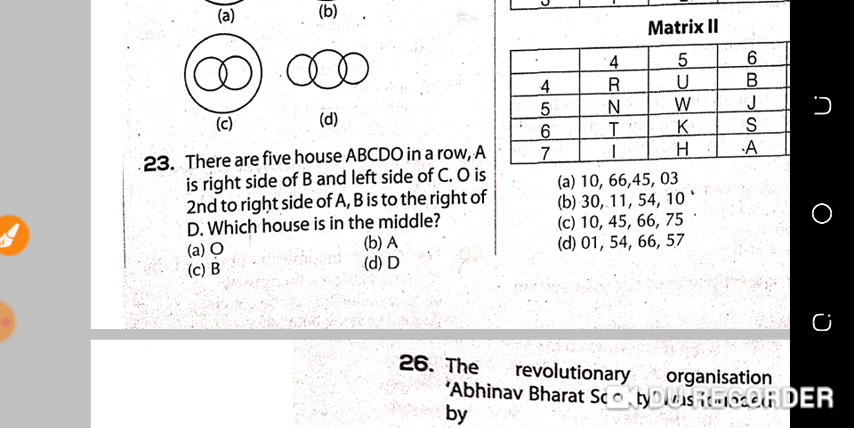 (a)
(b)
(c)
(d)
23. There are five house ABCDO in a row, A
is right side of B and left side of C. O is
2nd to right side of A, B is to the right of
D. Which house is in the middle?
(a) O
(b) A
(c) B
(d) D
Matrix II
4 5 6
4 R U B
5 N W J
6 T K S
7 I H A
(a) 10, 66,45, 03
(b) 30, 11, 54, 10
(c) 10, 45, 66, 75
(d) 01, 54, 66, 57
26. The revolutionary organisation
'Abhinav Bharat
by
DU RECORDER